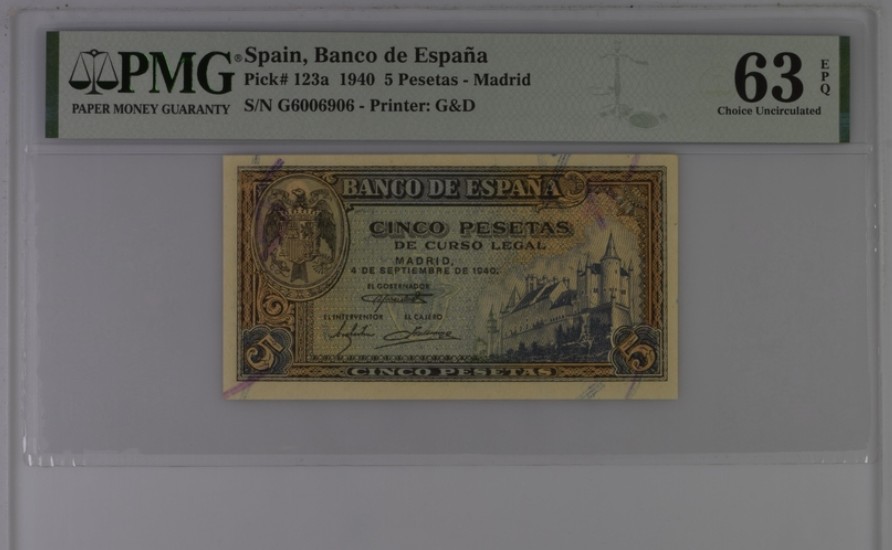 PMG®
PAPER MONEY GUARANTY
Spain, Banco de España
Pick# 123a 1940 5 Pesetas - Madrid
S/N G6006906 - Printer: G&D
63
EPQ
Choice Uncirculated
BANCO DE ESPAÑA
CINCO PESETAS
DE CURSO LEGAL
MADRID,
4 DE SEPTIEMBRE DE 1940.
EL GOBERNADOR
EL INTERVENTOR EL CAJERO
5 5
CINCO PESETAS